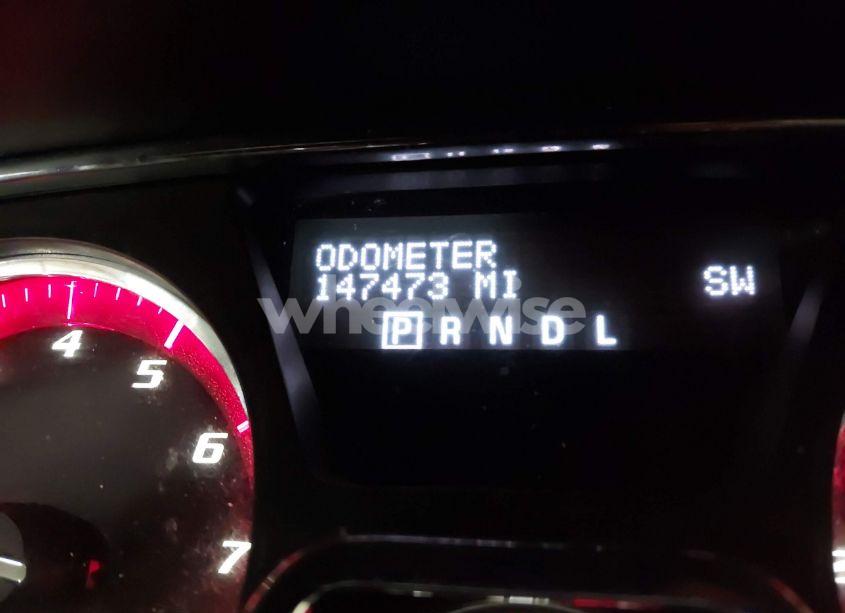 ODOMETER
147473 MI
SW
wheelwise
P R N D L
4
5
6
7